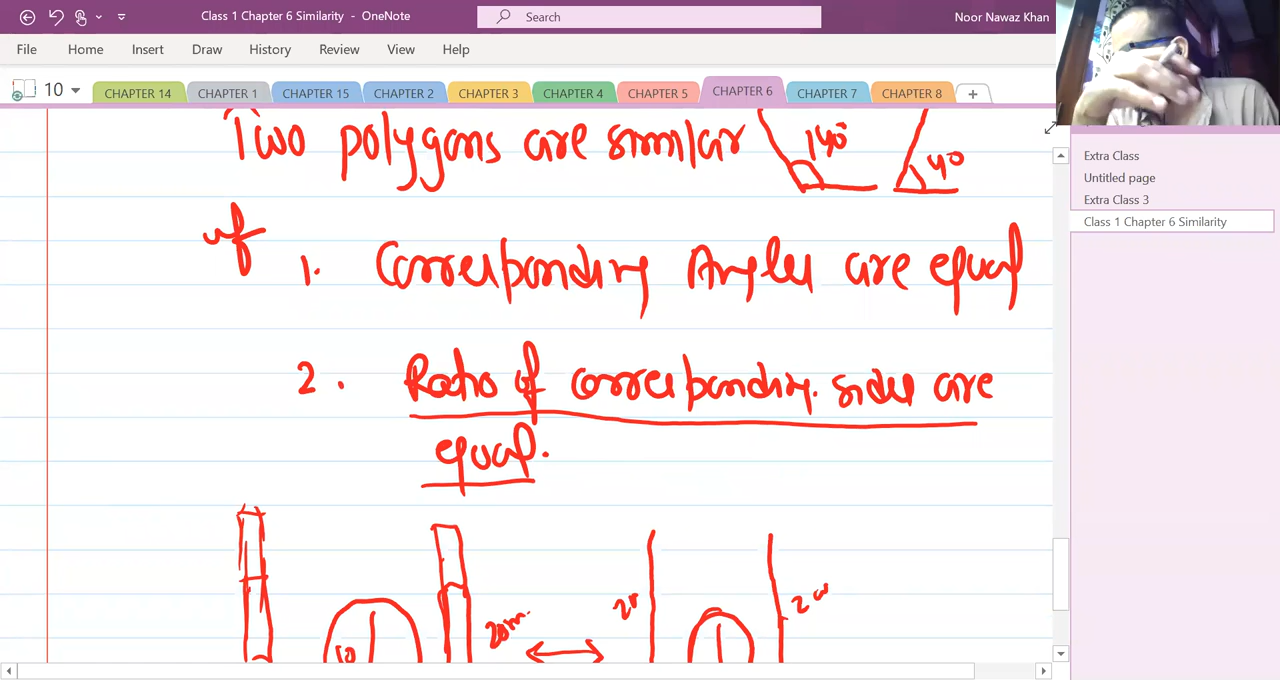 Class 1 Chapter 6 Similarity - OneNote
Search
Noor Nawaz Khan
File Home Insert Draw History Review View Help
10 CHAPTER 14 CHAPTER 1 CHAPTER 15 CHAPTER 2 CHAPTER 3 CHAPTER 4 CHAPTER 5 CHAPTER 6 CHAPTER 7 CHAPTER 8
Extra Class
Untitled page
Extra Class 3
Class 1 Chapter 6 Similarity
Two polygons are similar
140°
40
if
1. Corresponding Angles are equal
2. Ratio of corresponding sides are
equal.
20m.
10